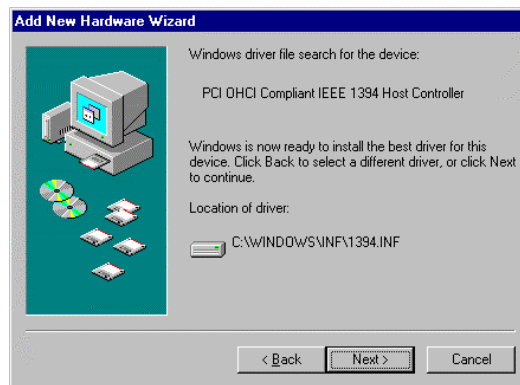 Add New Hardware Wizard
Windows driver file search for the device:
PCI OHCI Compliant IEEE 1394 Host Controller
Windows is now ready to install the best driver for this
device. Click Back to select a different driver, or click Next
to continue.
Location of driver:
C:\WINDOWS\INF\1394.INF
< Back
Next >
Cancel